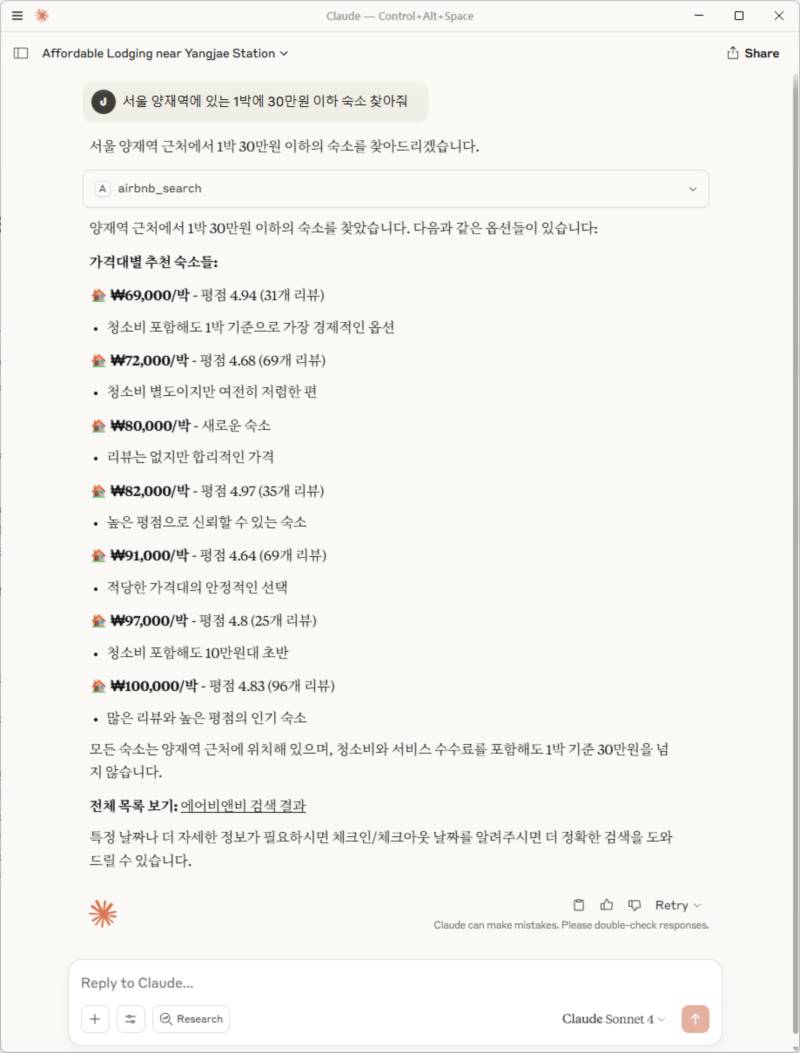 Claude — Control+Alt+Space
Affordable Lodging near Yangjae Station
Share
J 서울 양재역에 있는 1박에 30만원 이하 숙소 찾아줘
서울 양재역 근처에서 1박 30만원 이하의 숙소를 찾아드리겠습니다.
A airbnb_search
양재역 근처에서 1박 30만원 이하의 숙소를 찾았습니다. 다음과 같은 옵션들이 있습니다:
가격대별 추천 숙소들:
🏠 ₩69,000/박 - 평점 4.94 (31개 리뷰)
• 청소비 포함해도 1박 기준으로 가장 경제적인 옵션
🏠 ₩72,000/박 - 평점 4.68 (69개 리뷰)
• 청소비 별도이지만 여전히 저렴한 편
🏠 ₩80,000/박 - 새로운 숙소
• 리뷰는 없지만 합리적인 가격
🏠 ₩82,000/박 - 평점 4.97 (35개 리뷰)
• 높은 평점으로 신뢰할 수 있는 숙소
🏠 ₩91,000/박 - 평점 4.64 (69개 리뷰)
• 적당한 가격대의 안정적인 선택
🏠 ₩97,000/박 - 평점 4.8 (25개 리뷰)
• 청소비 포함해도 10만원대 초반
🏠 ₩100,000/박 - 평점 4.83 (96개 리뷰)
• 많은 리뷰와 높은 평점의 인기 숙소
모든 숙소는 양재역 근처에 위치해 있으며, 청소비와 서비스 수수료를 포함해도 1박 기준 30만원을 넘
지 않습니다.
전체 목록 보기: 에어비앤비 검색 결과
특정 날짜나 더 자세한 정보가 필요하시면 체크인/체크아웃 날짜를 알려주시면 더 정확한 검색을 도와
드릴 수 있습니다.
Retry
Claude can make mistakes. Please double-check responses.
Reply to Claude...
Research
Claude Sonnet 4